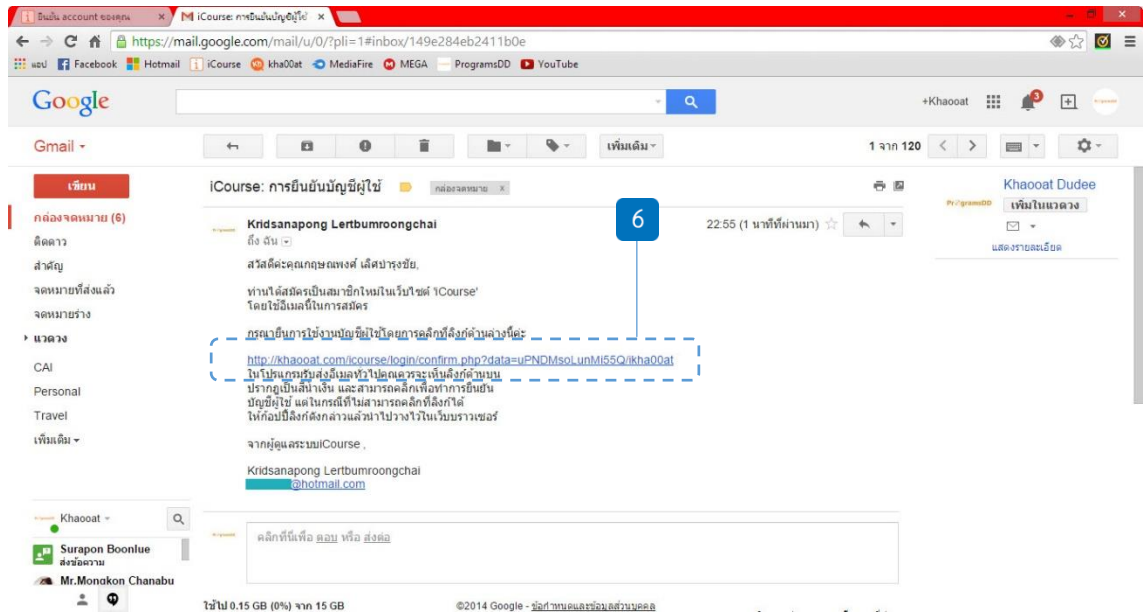 ยืนยัน account ของคุณ
iCourse: การยืนยันบัญชีผู้ใช้
https://mail.google.com/mail/u/0/?pli=1#inbox/149e284eb2411b0e
แอป Facebook Hotmail iCourse kha00at MediaFire MEGA ProgramsDD YouTube
Google
+Khaooat
3
Gmail
เพิ่มเติม
1 จาก 120
เขียน
กล่องจดหมาย (6)
ติดดาว
สำคัญ
จดหมายที่ส่งแล้ว
จดหมายร่าง
แวดวง
CAI
Personal
Travel
เพิ่มเติม
iCourse: การยืนยันบัญชีผู้ใช้
กล่องจดหมาย x
Kridsanapong Lertbumroongchai
22:55 (1 นาทีที่ผ่านมา)
ถึง ฉัน
6
สวัสดีค่ะคุณกฤษณพงศ์ เลิศบำรุงชัย,
ท่านได้สมัครเป็นสมาชิกใหม่ในเว็บไซต์ 'iCourse'
โดยใช้อีเมลนี้ในการสมัคร
กรุณายืนการใช้งานบัญชีผู้ใช้โดยการคลิกที่ลิงก์ด้านล่างนี้ค่ะ
http://khaooat.com/icourse/login/confirm.php?data=uPNDMsoLunMi55Q/ikha00at
ในโปรแกรมรับส่งอีเมลทั่วไปคุณควรจะเห็นลิงก์ด้านบน
ปรากฏเป็นสีน้ำเงิน และสามารถคลิกเพื่อทำการยืนยัน
บัญชีผู้ใช้ แต่ในกรณีที่ไม่สามารถคลิกที่ลิงก์ได้
ให้ก๊อปปี้ลิงก์ดังกล่าวแล้วนำไปวางไว้ในเว็บบราวเซอร์
จากผู้ดูแลระบบiCourse ,
Kridsanapong Lertbumroongchai
@hotmail.com
Khaooat Dudee
ProgramsDD
เพิ่มในแวดวง
แสดงรายละเอียด
คลิกที่นี่เพื่อ ตอบ หรือ ส่งต่อ
Khaooat
Surapon Boonlue
ส่งข้อความ
Mr.Mongkon Chanabu
ใช้ไป 0.15 GB (0%) จาก 15 GB
©2014 Google - ข้อกำหนดและข้อมูลส่วนบุคคล